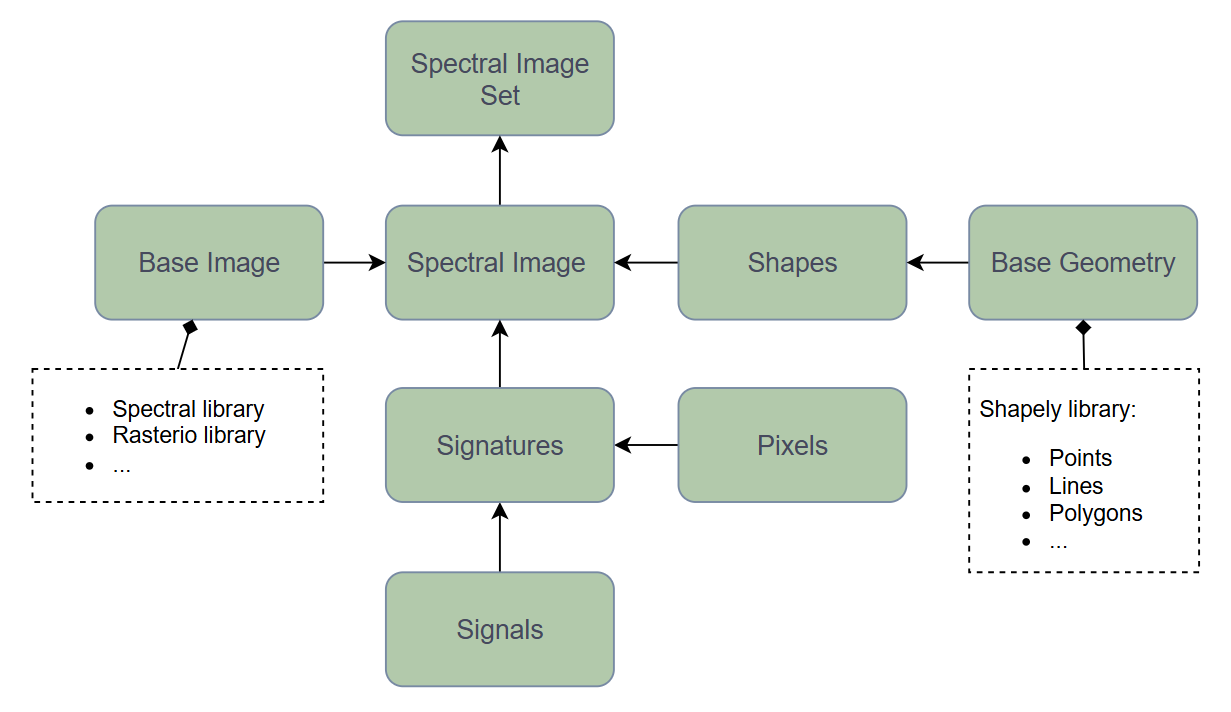 Spectral Image
Set
Base Image
Spectral Image
Shapes
Base Geometry
• Spectral library
• Rasterio library
• ...
Shapely library:
• Points
• Lines
• Polygons
• ...
Signatures
Pixels
Signals